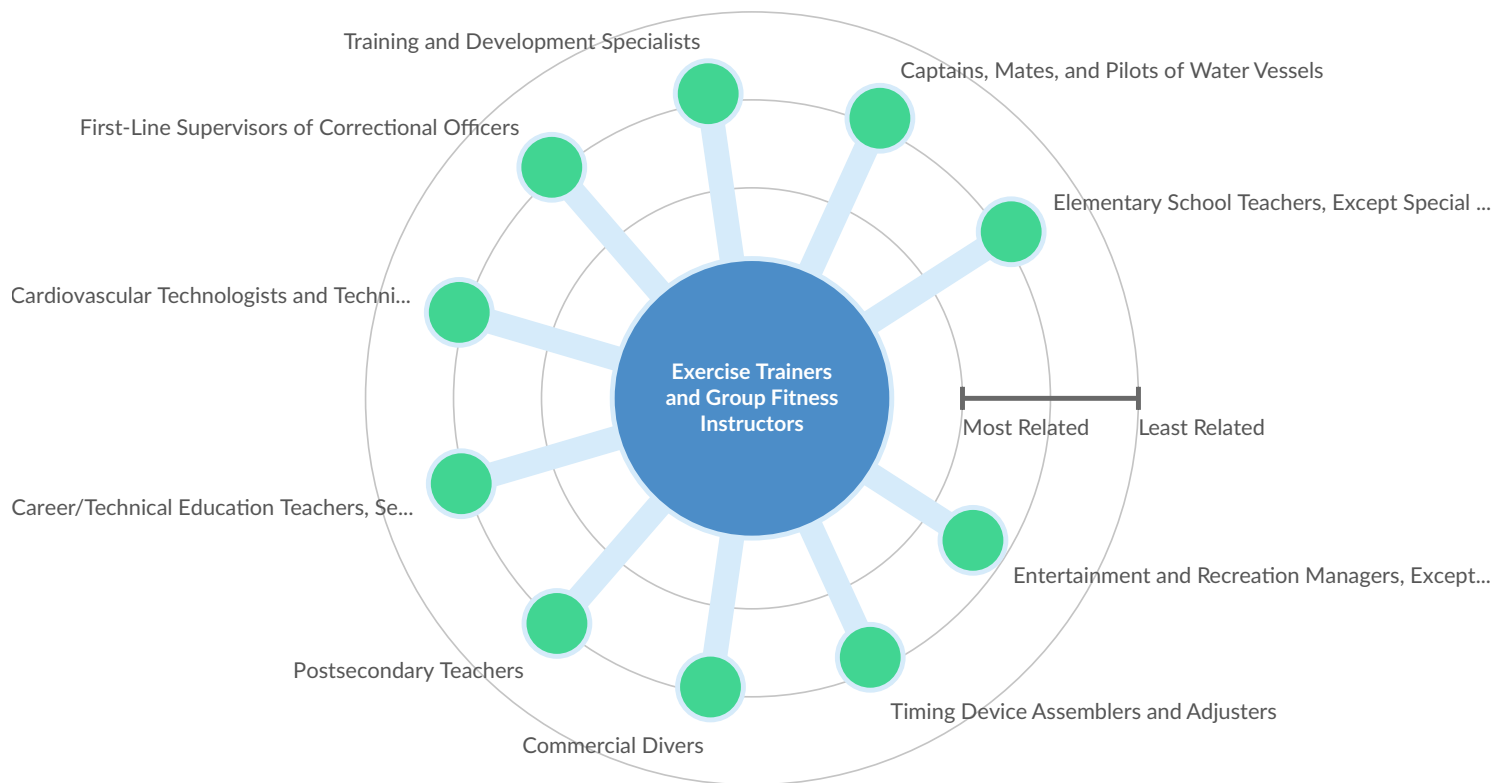 Training and Development Specialists
Captains, Mates, and Pilots of Water Vessels
First-Line Supervisors of Correctional Officers
Elementary School Teachers, Except Special ...
Cardiovascular Technologists and Techni...
Exercise Trainers
and Group Fitness
Instructors
Most Related
Least Related
Career/Technical Education Teachers, Se...
Entertainment and Recreation Managers, Except...
Postsecondary Teachers
Timing Device Assemblers and Adjusters
Commercial Divers